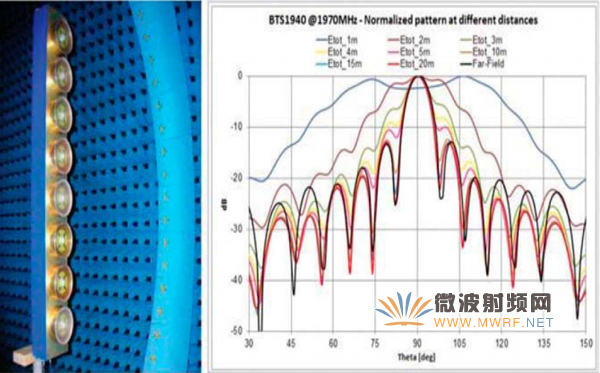 BTS1940 @1970MHz - Normalized pattern at different distances
Etot_1m Etot_2m Etot_3m
Etot_4m Etot_5m Etot_10m
Etot_15m Etot_20m Far-Field
0
-10
-20
-30
-40
-50
dB
30 45 60 75 90 105 120 135 150
Theta [deg]
微波射频网
WWW.MWRF.NET